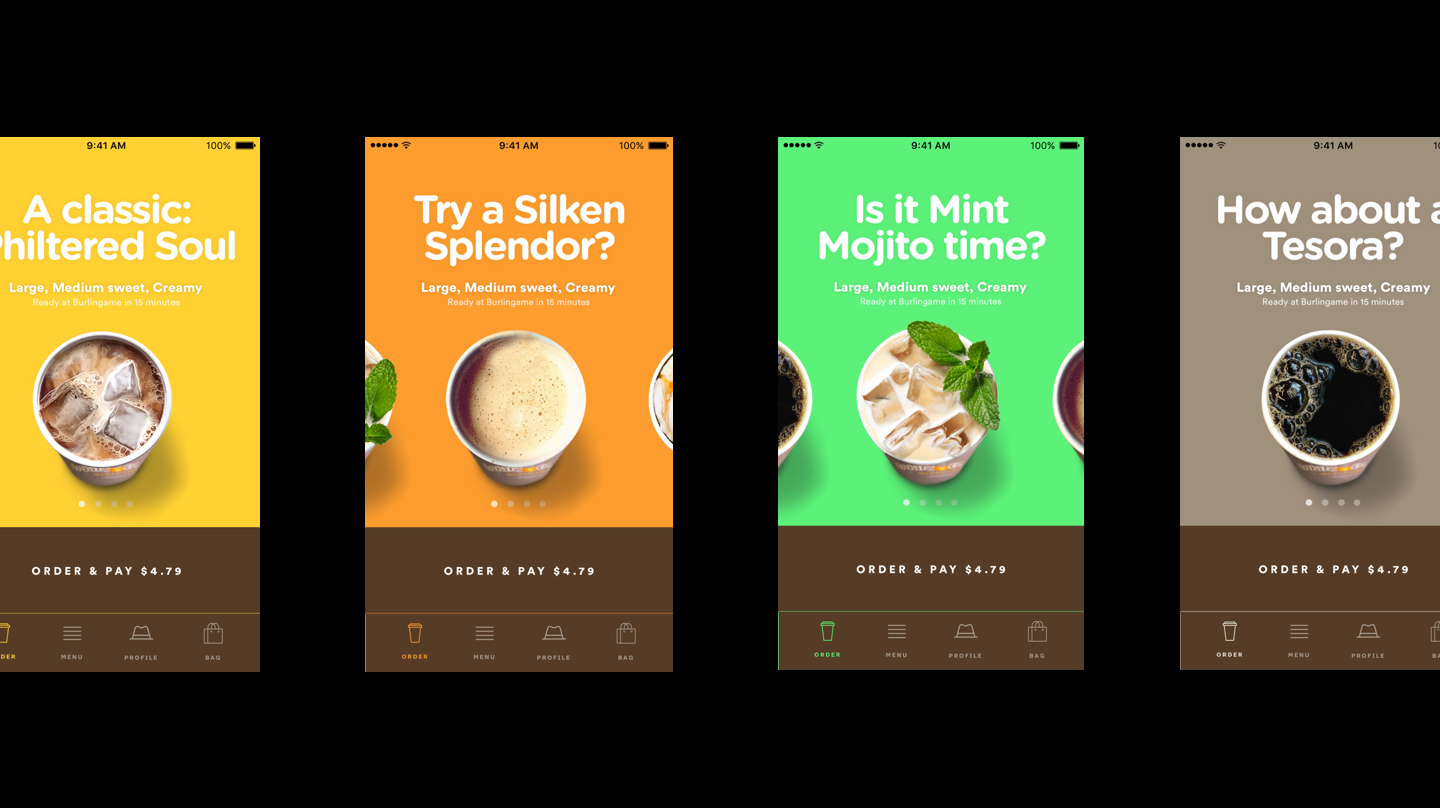 9:41 AM 100%
A classic:
Philtered Soul
Large, Medium sweet, Creamy
Ready at Burlingame in 15 minutes
ORDER & PAY $4.79
DER MENU PROFILE BAG
9:41 AM 100%
Try a Silken
Splendor?
Large, Medium sweet, Creamy
Ready at Burlingame in 15 minutes
ORDER & PAY $4.79
ORDER MENU PROFILE BAG
9:41 AM 100%
Is it Mint
Mojito time?
Large, Medium sweet, Creamy
Ready at Burlingame in 15 minutes
ORDER & PAY $4.79
ORDER MENU PROFILE BAG
9:41 AM 10
How about a
Tesora?
Large, Medium sweet, Creamy
Ready at Burlingame in 15 minutes
ORDER & PAY $4.79
ORDER MENU PROFILE BA